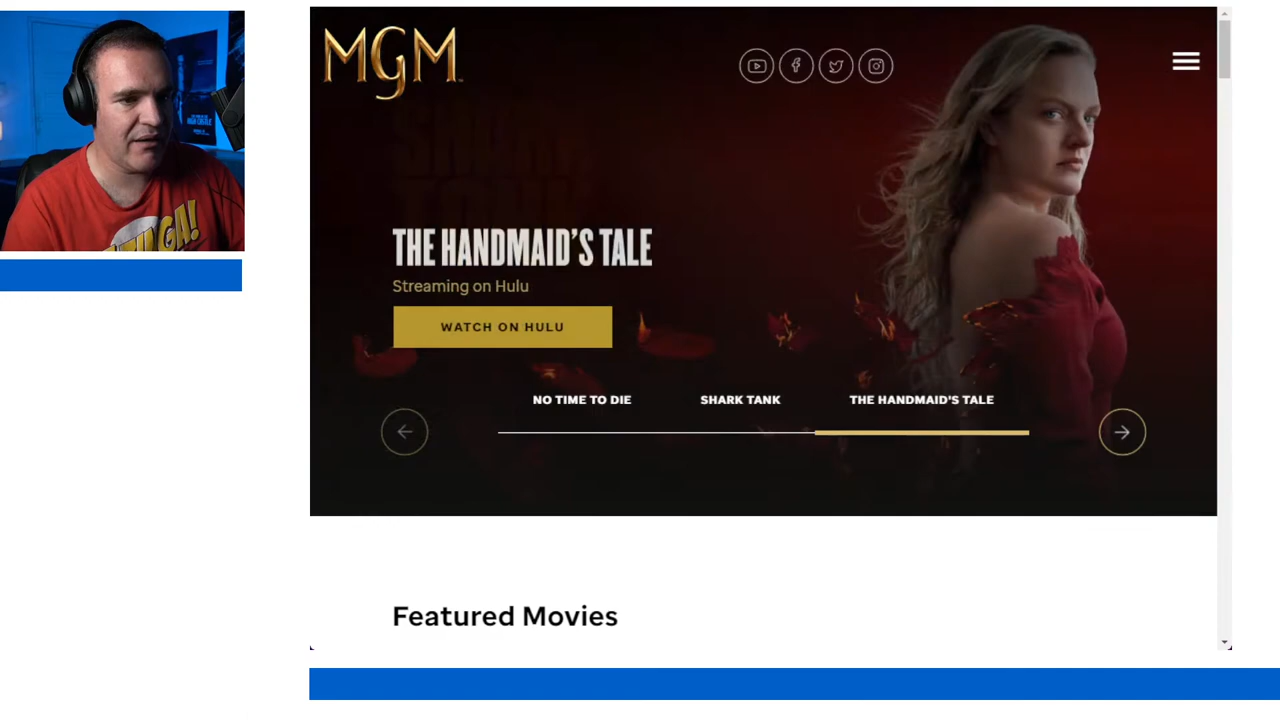 MGM
THE HANDMAID'S TALE
Streaming on Hulu
WATCH ON HULU
NO TIME TO DIE
SHARK TANK
THE HANDMAID'S TALE
Featured Movies